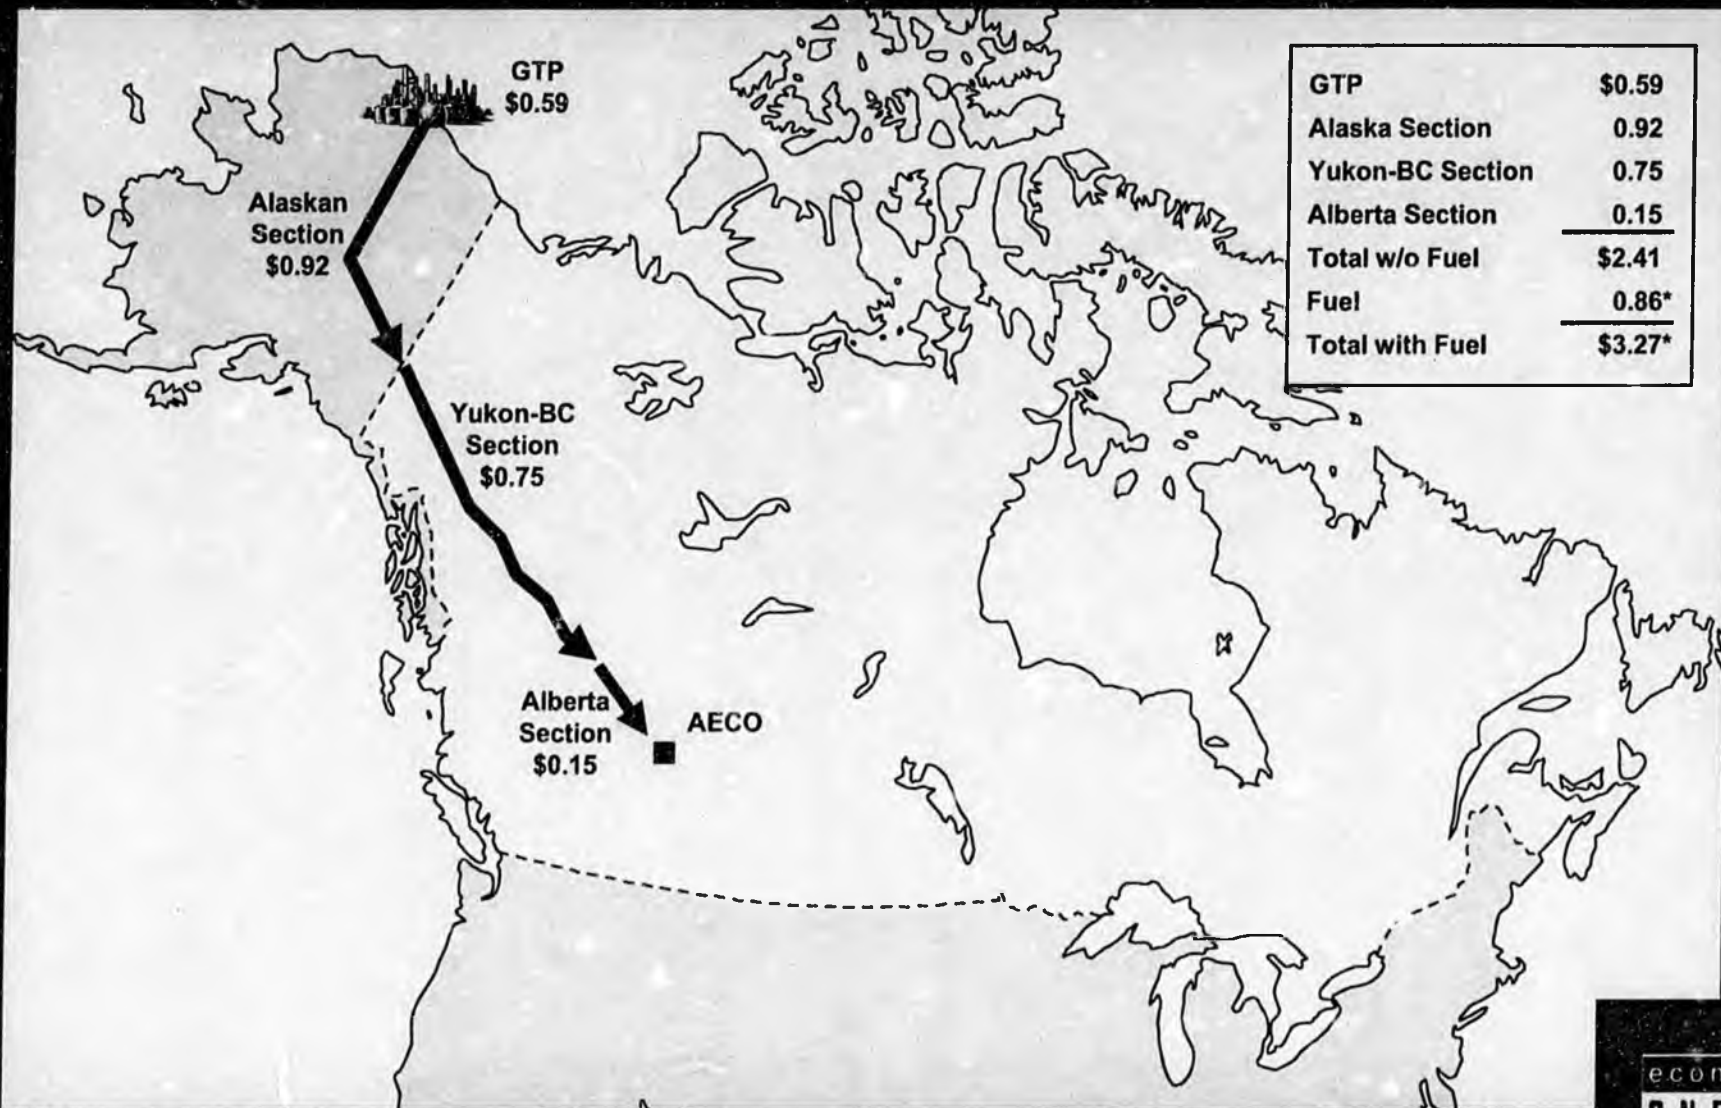 GTP
$0.59
Alaskan
Section
$0.92
Yukon-BC
Section
$0.75
Alberta
Section
$0.15
AECO
GTP $0.59
Alaska Section 0.92
Yukon-BC Section 0.75
Alberta Section 0.15
Total w/o Fuel $2.41
Fuel 0.86*
Total with Fuel $3.27*
econ